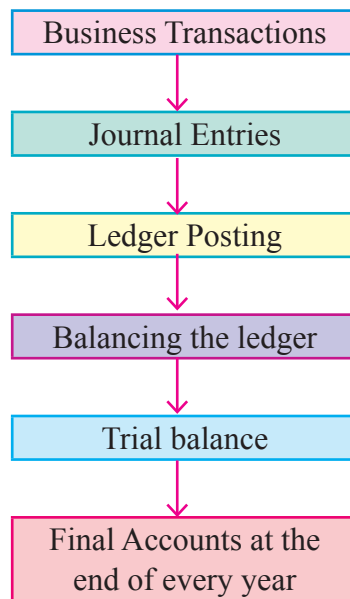 Business Transactions
Journal Entries
Ledger Posting
Balancing the ledger
Trial balance
Final Accounts at the
end of every year